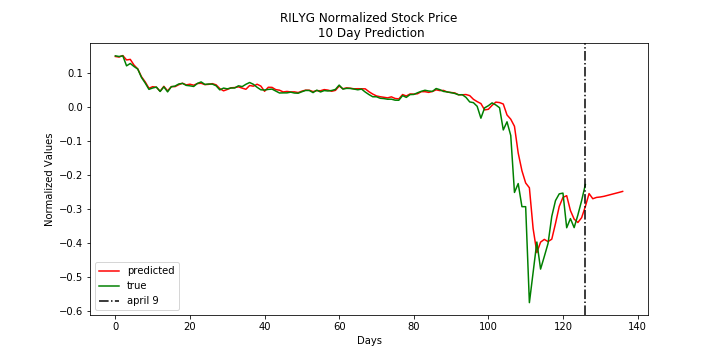 RILYG Normalized Stock Price
10 Day Prediction
Normalized Values
0.1
0.0
−0.1
−0.2
−0.3
−0.4
−0.5
−0.6
predicted
true
april 9
0 20 40 60 80 100 120 140
Days